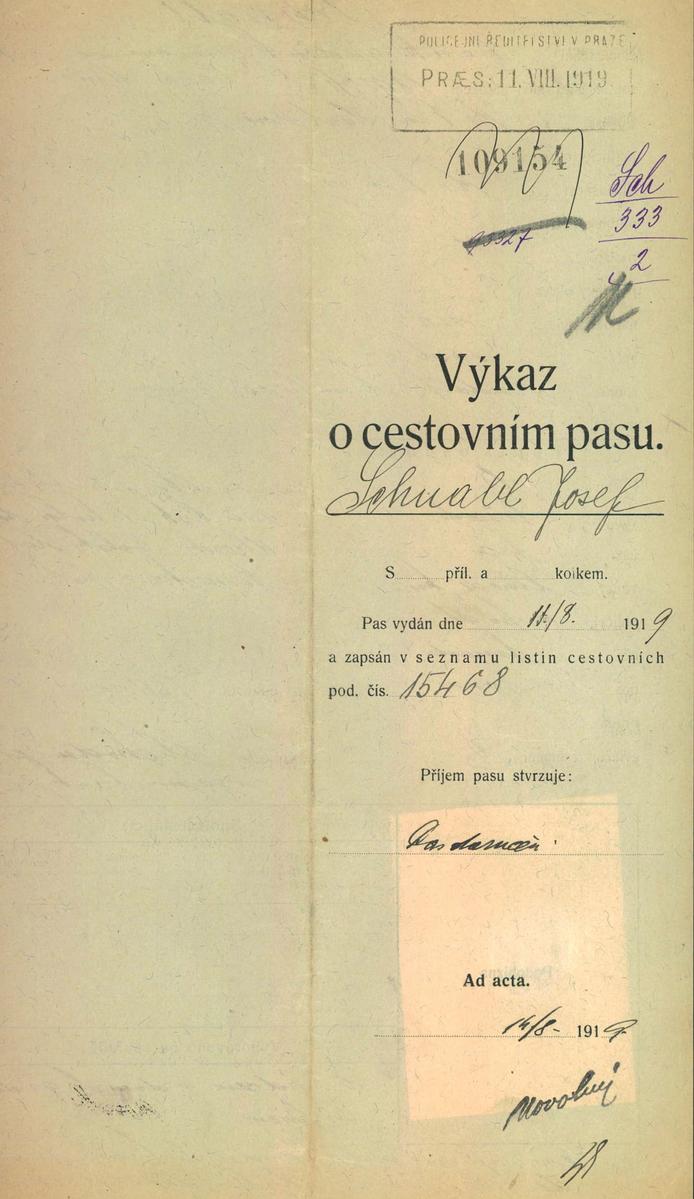 POLICEJNÍ ŘEDITELSTVÍ V PRAZE
PRÆS: 11. VIII. 1919
109154
Sch
333
2
Výkaz
o cestovním pasu.
Schnabl Josef
S příl. a kolkem.
Pas vydán dne 11./8. 1919
a zapsán v seznamu listin cestovních
pod. čís. 15468
Příjem pasu stvrzuje:
Ad acta.
14/8- 1919
Novotný